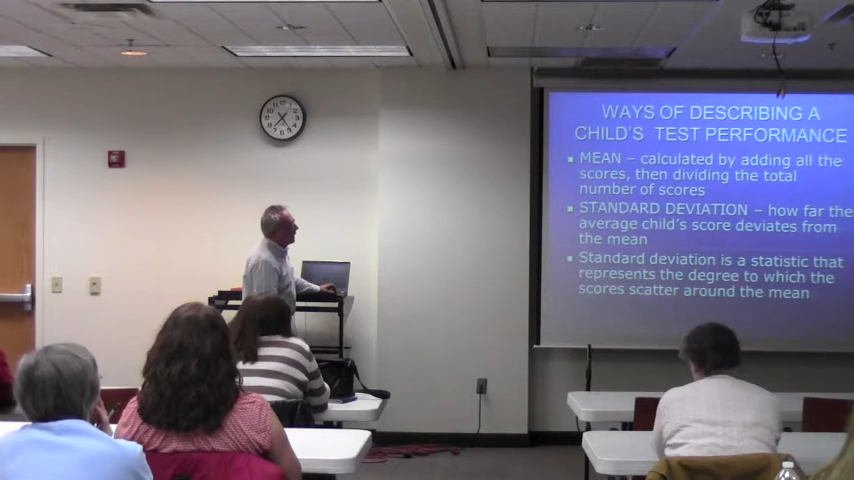 WAYS OF DESCRIBING A
CHILD'S TEST PERFORMANCE
MEAN – calculated by adding all the
scores, then dividing the total
number of scores
STANDARD DEVIATION – how far the
average child's score deviates from
the mean
Standard deviation is a statistic that
represents the degree to which the
scores scatter around the mean